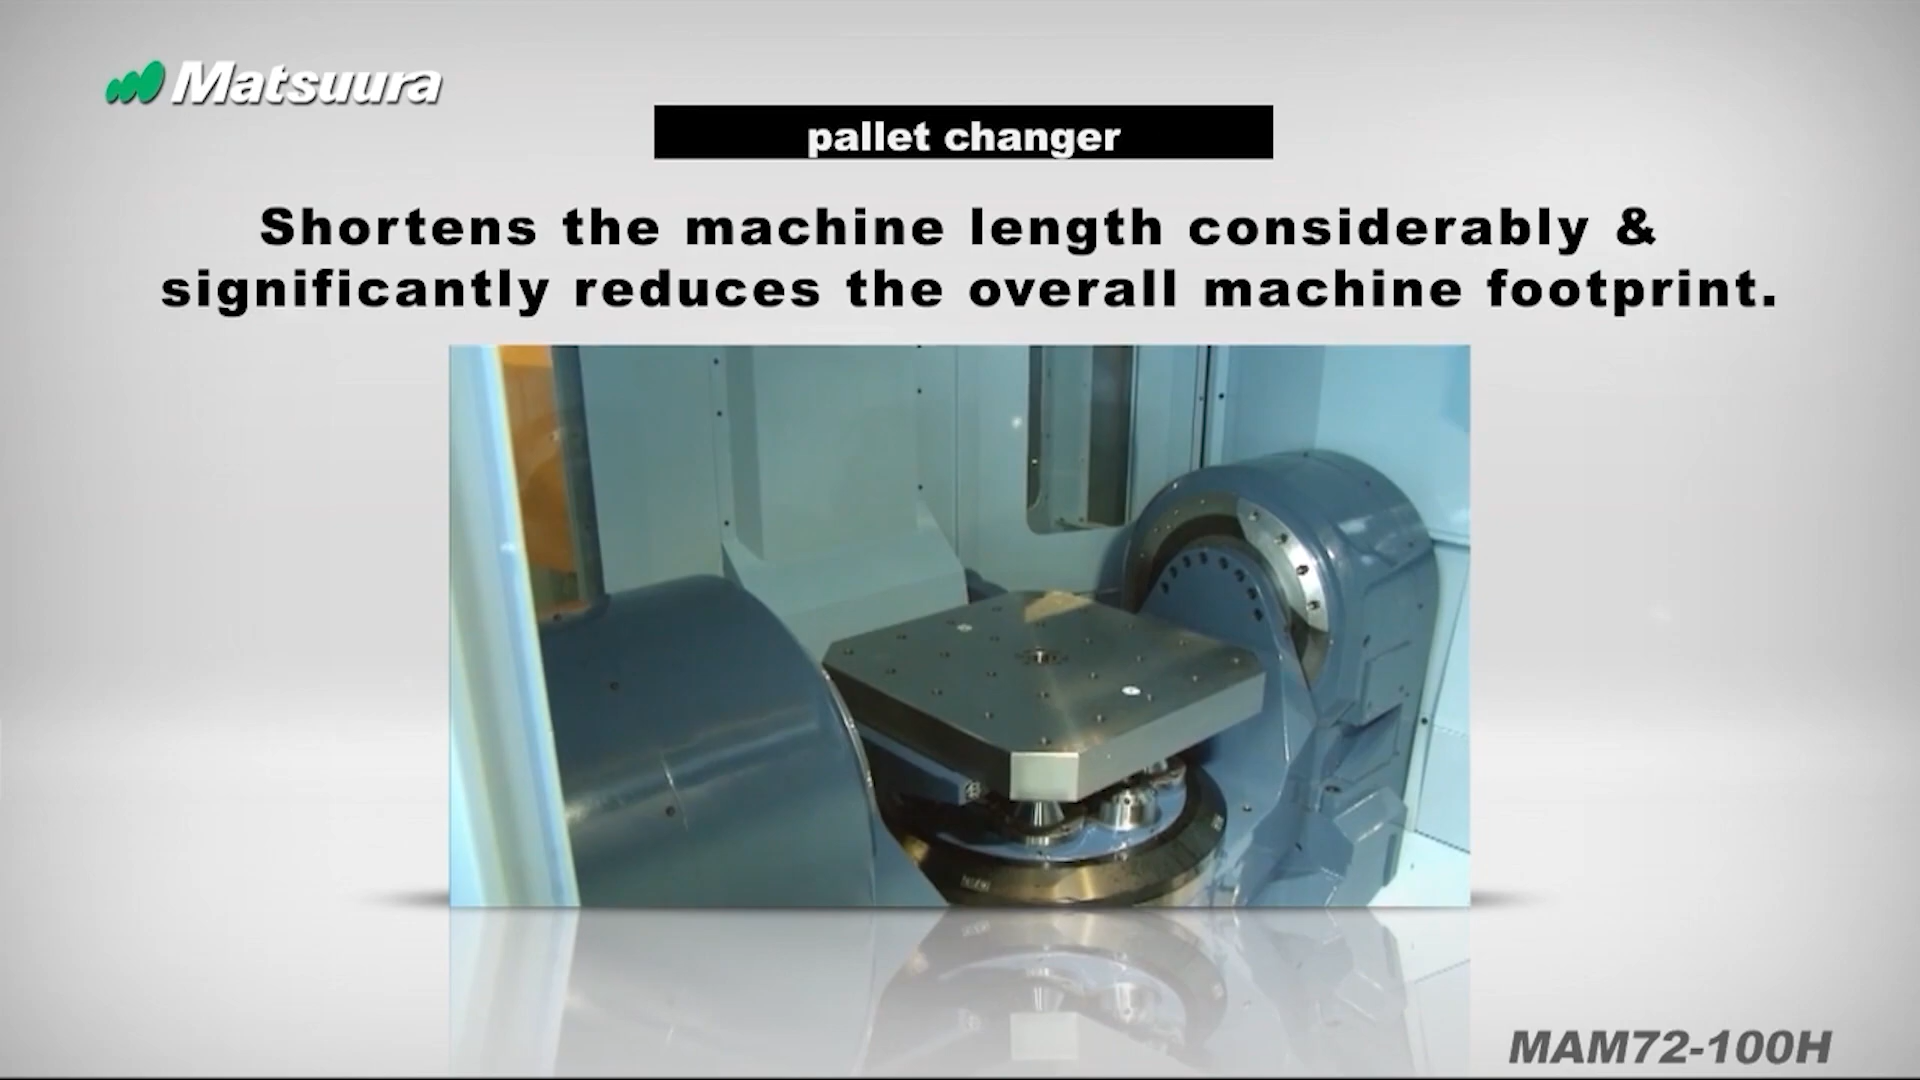 Matsuura
pallet changer
Shortens the machine length considerably &
significantly reduces the overall machine footprint.
MAM72-100H